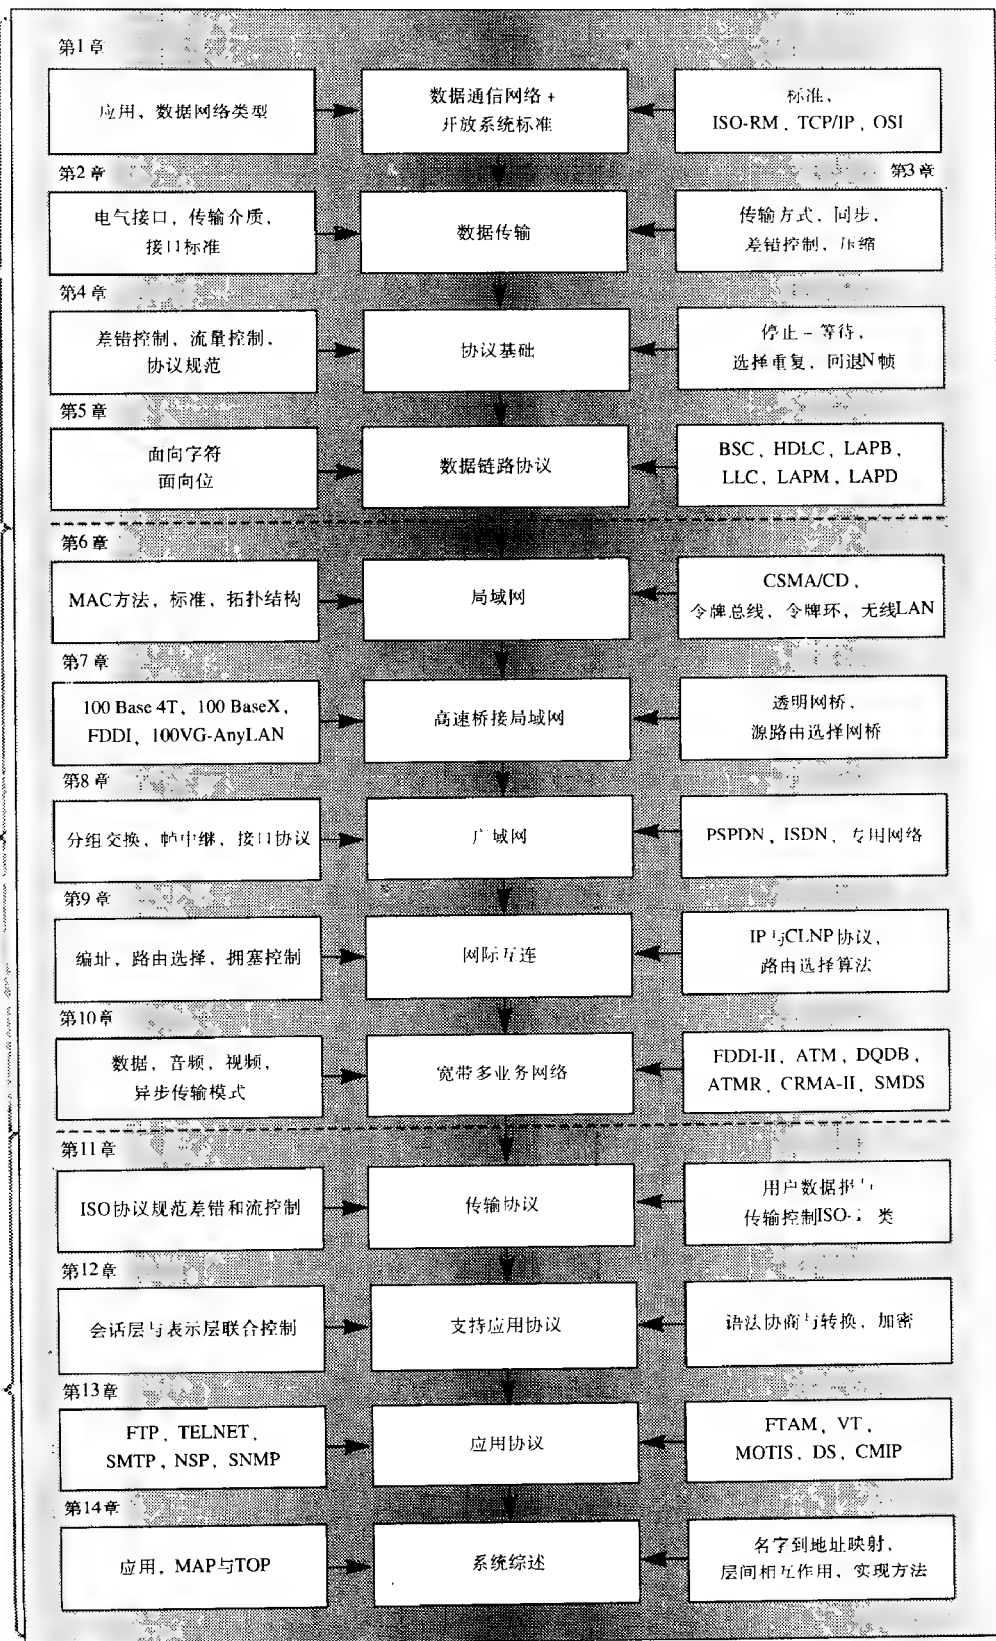 第1章
应用，数据网络类型
数据通信网络 +
开放系统标准
标准，
ISO-RM，TCP/IP，OSI
第2章
第3章
电气接口，传输介质，
接口标准
数据传输
传输方式，同步，
差错控制，压缩
第4章
差错控制，流量控制，
协议规范
协议基础
停止－等待，
选择重复，回退N帧
第5章
面向字符
面向位
数据链路协议
BSC，HDLC，LAPB，
LLC，LAPM，LAPD
第6章
MAC方法，标准，拓扑结构
局域网
CSMA/CD，
令牌总线，令牌环，无线LAN
第7章
100 Base 4T，100 BaseX，
FDDI，100VG-AnyLAN
高速桥接局域网
透明网桥，
源路由选择网桥
第8章
分组交换，帧中继，接口协议
广域网
PSPDN，ISDN，专用网络
第9章
编址，路由选择，拥塞控制
网际互连
IP与CLNP协议，
路由选择算法
第10章
数据，音频，视频，
异步传输模式
宽带多业务网络
FDDI-II，ATM，DQDB，
ATMR，CRMA-II，SMDS
第11章
ISO协议规范差错和流控制
传输协议
用户数据报与
传输控制ISO- 类
第12章
会话层与表示层联合控制
支持应用协议
语法协商与转换，加密
第13章
FTP，TELNET，
SMTP，NSP，SNMP
应用协议
FTAM，VT，
MOTIS，DS，CMIP
第14章
应用，MAP与TOP
系统综述
名字到地址映射，
层间相互作用，实现方法